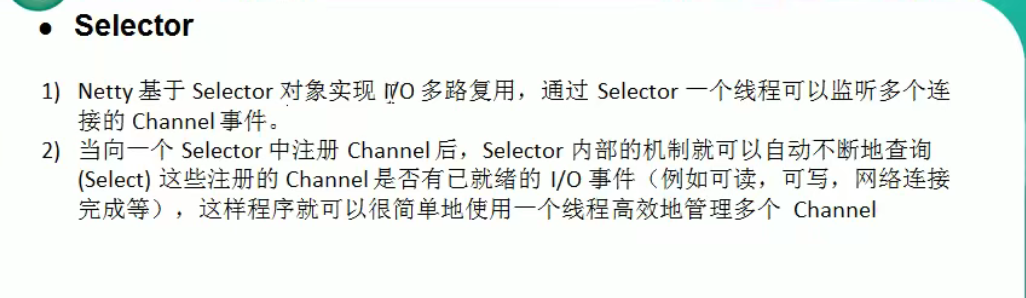 ● Selector
1) Netty 基于 Selector 对象实现 I/O 多路复用，通过 Selector 一个线程可以监听多个连
接的 Channel 事件。
2) 当向一个 Selector 中注册 Channel 后，Selector 内部的机制就可以自动不断地查询
(Select) 这些注册的 Channel 是否有已就绪的 I/O 事件（例如可读，可写，网络连接
完成等），这样程序就可以很简单地使用一个线程高效地管理多个 Channel